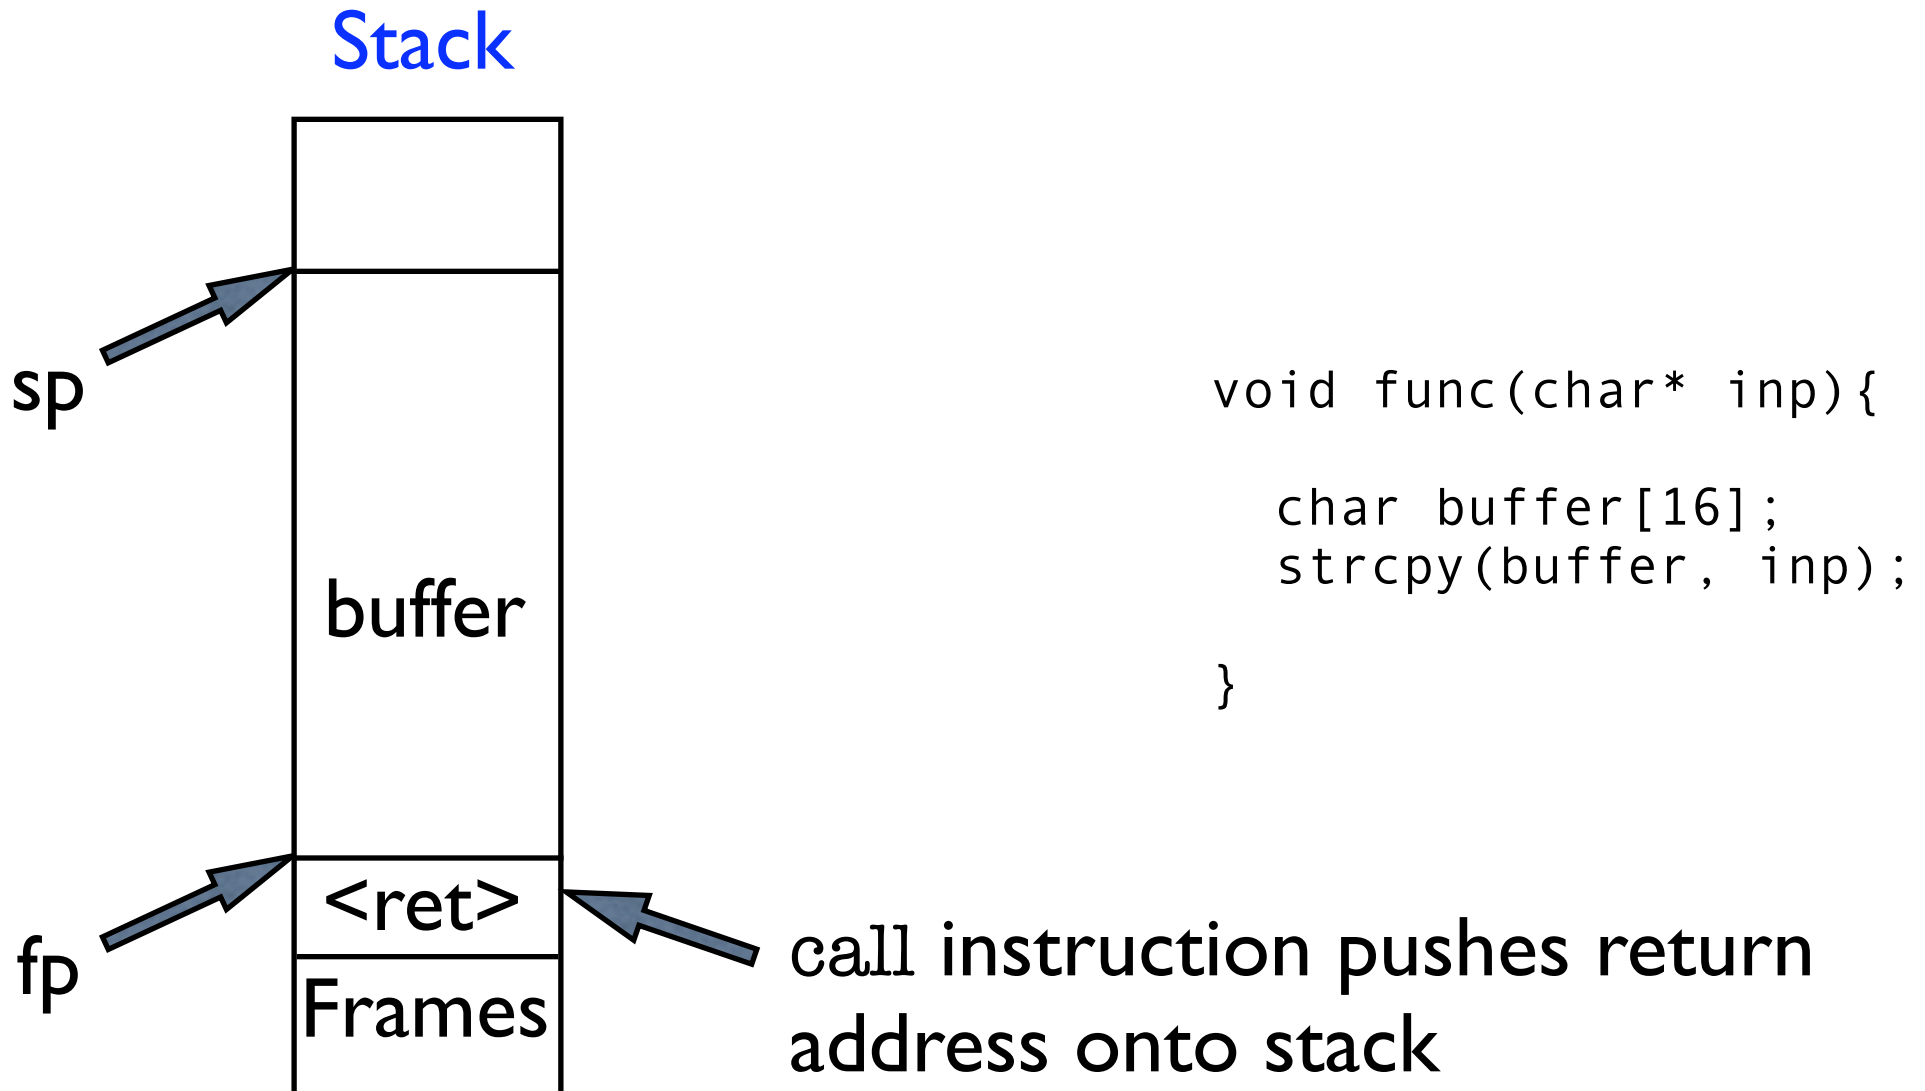 Stack
sp
void func(char* inp){
char buffer[16];
strcpy(buffer, inp);
buffer
}
<ret>
fp
call instruction pushes return
Frames
address onto stack